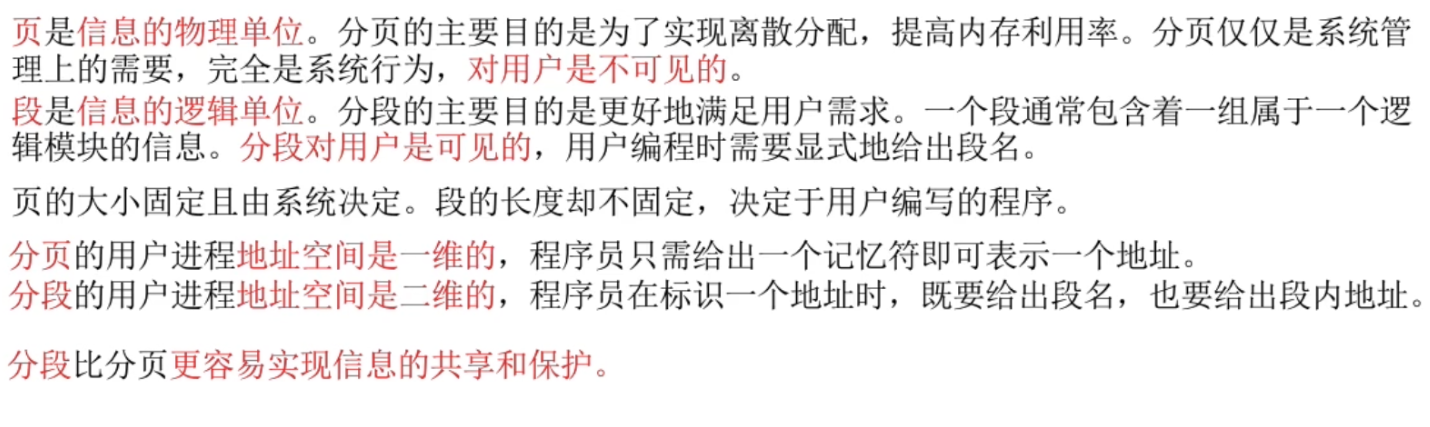 页是信息的物理单位。分页的主要目的是为了实现离散分配，提高内存利用率。分页仅仅是系统管
理上的需要，完全是系统行为，对用户是不可见的。
段是信息的逻辑单位。分段的主要目的是更好地满足用户需求。一个段通常包含着一组属于一个逻
辑模块的信息。分段对用户是可见的，用户编程时需要显式地给出段名。
页的大小固定且由系统决定。段的长度却不固定，决定于用户编写的程序。
分页的用户进程地址空间是一维的，程序员只需给出一个记忆符即可表示一个地址。
分段的用户进程地址空间是二维的，程序员在标识一个地址时，既要给出段名，也要给出段内地址。
分段比分页更容易实现信息的共享和保护。